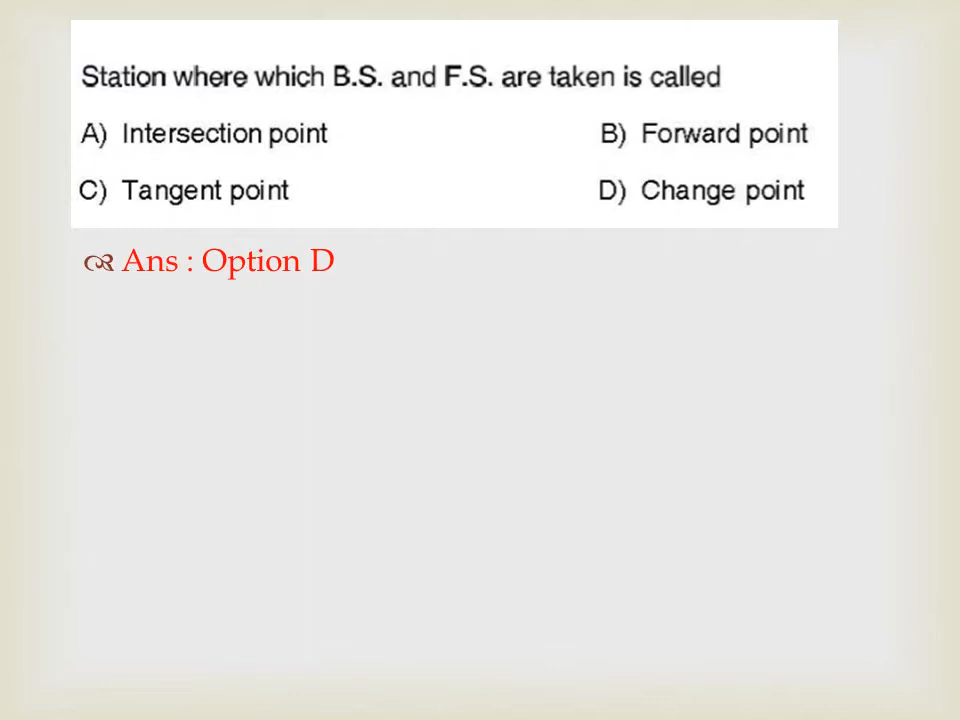 Station where which B.S. and F.S. are taken is called
A) Intersection point B) Forward point
C) Tangent point D) Change point
Ans : Option D